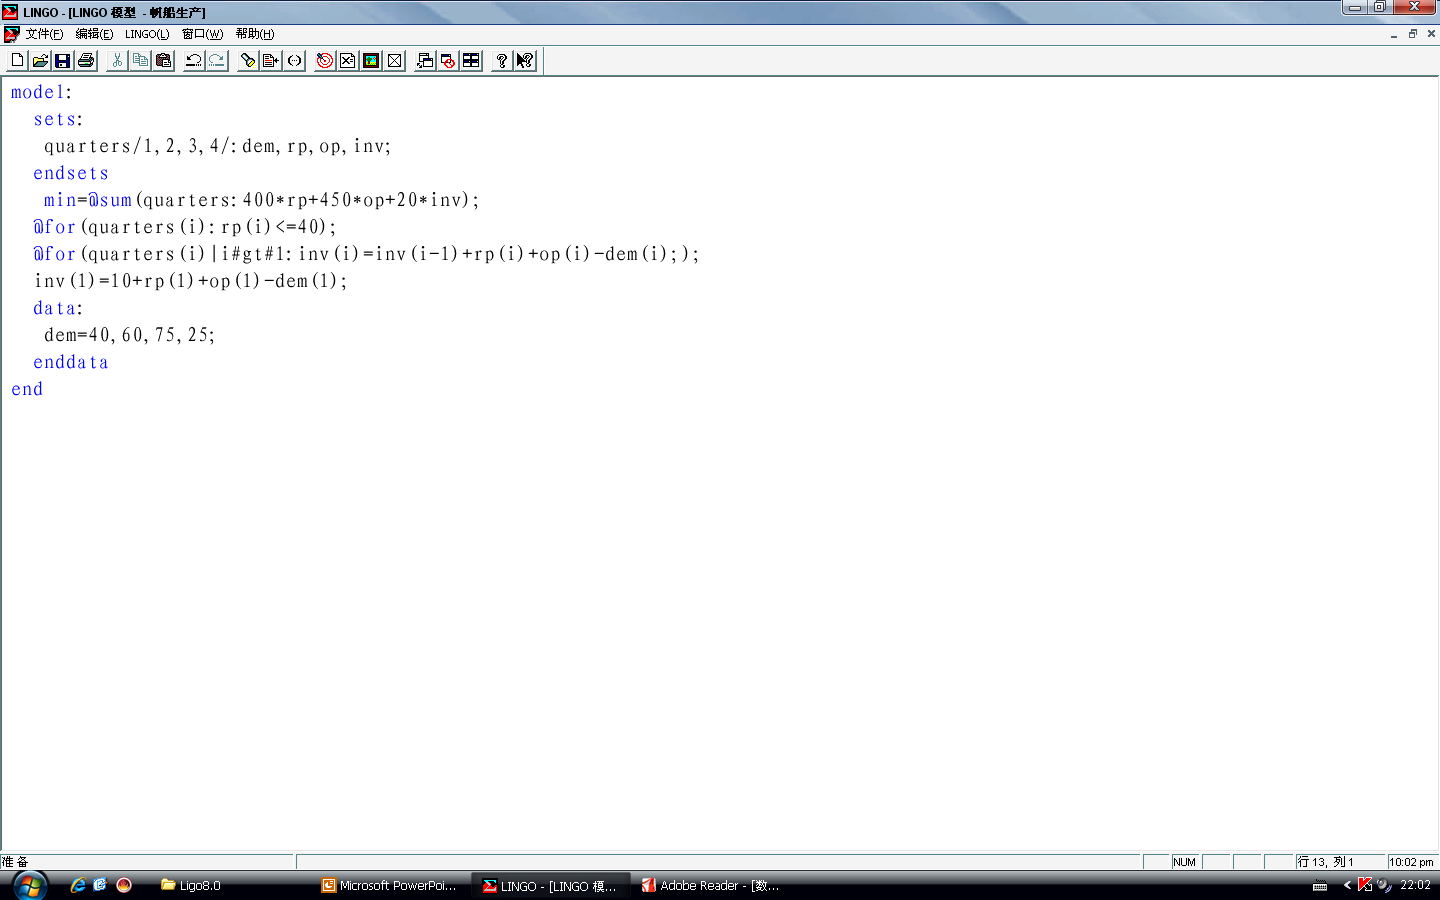 LINGO - [LINGO 模型 - 帆船生产]
文件(F) 编辑(E) LINGO(L) 窗口(W) 帮助(H)
model:
sets:
quarters/1,2,3,4/:dem,rp,op,inv;
endsets
min=@sum(quarters:400*rp+450*op+20*inv);
@for(quarters(i):rp(i)<=40);
@for(quarters(i)|i#gt#1:inv(i)=inv(i-1)+rp(i)+op(i)-dem(i););
inv(1)=10+rp(1)+op(1)-dem(1);
data:
dem=40,60,75,25;
enddata
end
准备 NUM 行 13, 列 1 10:02 pm
Ligo8.0 Microsoft PowerPoi... LINGO - [LINGO 模... Adobe Reader - [数... 22:02